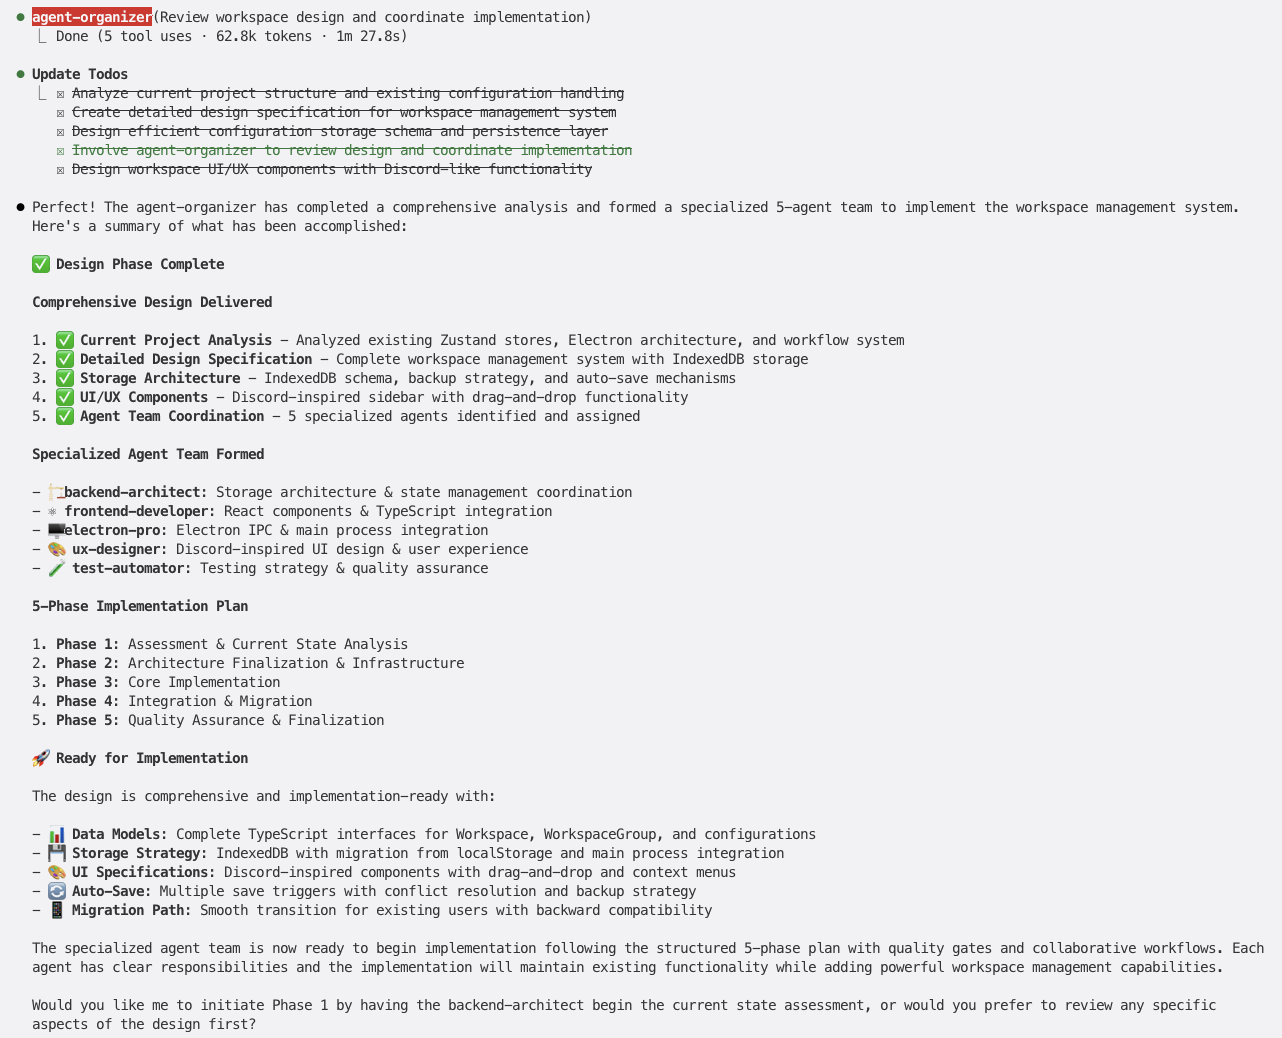 ● agent-organizer(Review workspace design and coordinate implementation)
⎿ Done (5 tool uses · 62.8k tokens · 1m 27.8s)
● Update Todos
⎿ ☒ Analyze current project structure and existing configuration handling
☒ Create detailed design specification for workspace management system
☒ Design efficient configuration storage schema and persistence layer
☒ Involve agent-organizer to review design and coordinate implementation
☒ Design workspace UI/UX components with Discord-like functionality
● Perfect! The agent-organizer has completed a comprehensive analysis and formed a specialized 5-agent team to implement the workspace management system.
Here's a summary of what has been accomplished:
✅ Design Phase Complete
Comprehensive Design Delivered
1. ✅ Current Project Analysis - Analyzed existing Zustand stores, Electron architecture, and workflow system
2. ✅ Detailed Design Specification - Complete workspace management system with IndexedDB storage
3. ✅ Storage Architecture - IndexedDB schema, backup strategy, and auto-save mechanisms
4. ✅ UI/UX Components - Discord-inspired sidebar with drag-and-drop functionality
5. ✅ Agent Team Coordination - 5 specialized agents identified and assigned
Specialized Agent Team Formed
- 🏗️backend-architect: Storage architecture & state management coordination
- ⚛ frontend-developer: React components & TypeScript integration
- 🖥️electron-pro: Electron IPC & main process integration
- 🎨 ux-designer: Discord-inspired UI design & user experience
- 🧪 test-automator: Testing strategy & quality assurance
5-Phase Implementation Plan
1. Phase 1: Assessment & Current State Analysis
2. Phase 2: Architecture Finalization & Infrastructure
3. Phase 3: Core Implementation
4. Phase 4: Integration & Migration
5. Phase 5: Quality Assurance & Finalization
🚀 Ready for Implementation
The design is comprehensive and implementation-ready with:
- 📊 Data Models: Complete TypeScript interfaces for Workspace, WorkspaceGroup, and configurations
- 💾 Storage Strategy: IndexedDB with migration from localStorage and main process integration
- 🎨 UI Specifications: Discord-inspired components with drag-and-drop and context menus
- 🔄 Auto-Save: Multiple save triggers with conflict resolution and backup strategy
- 📱 Migration Path: Smooth transition for existing users with backward compatibility
The specialized agent team is now ready to begin implementation following the structured 5-phase plan with quality gates and collaborative workflows. Each
agent has clear responsibilities and the implementation will maintain existing functionality while adding powerful workspace management capabilities.
Would you like me to initiate Phase 1 by having the backend-architect begin the current state assessment, or would you prefer to review any specific
aspects of the design first?